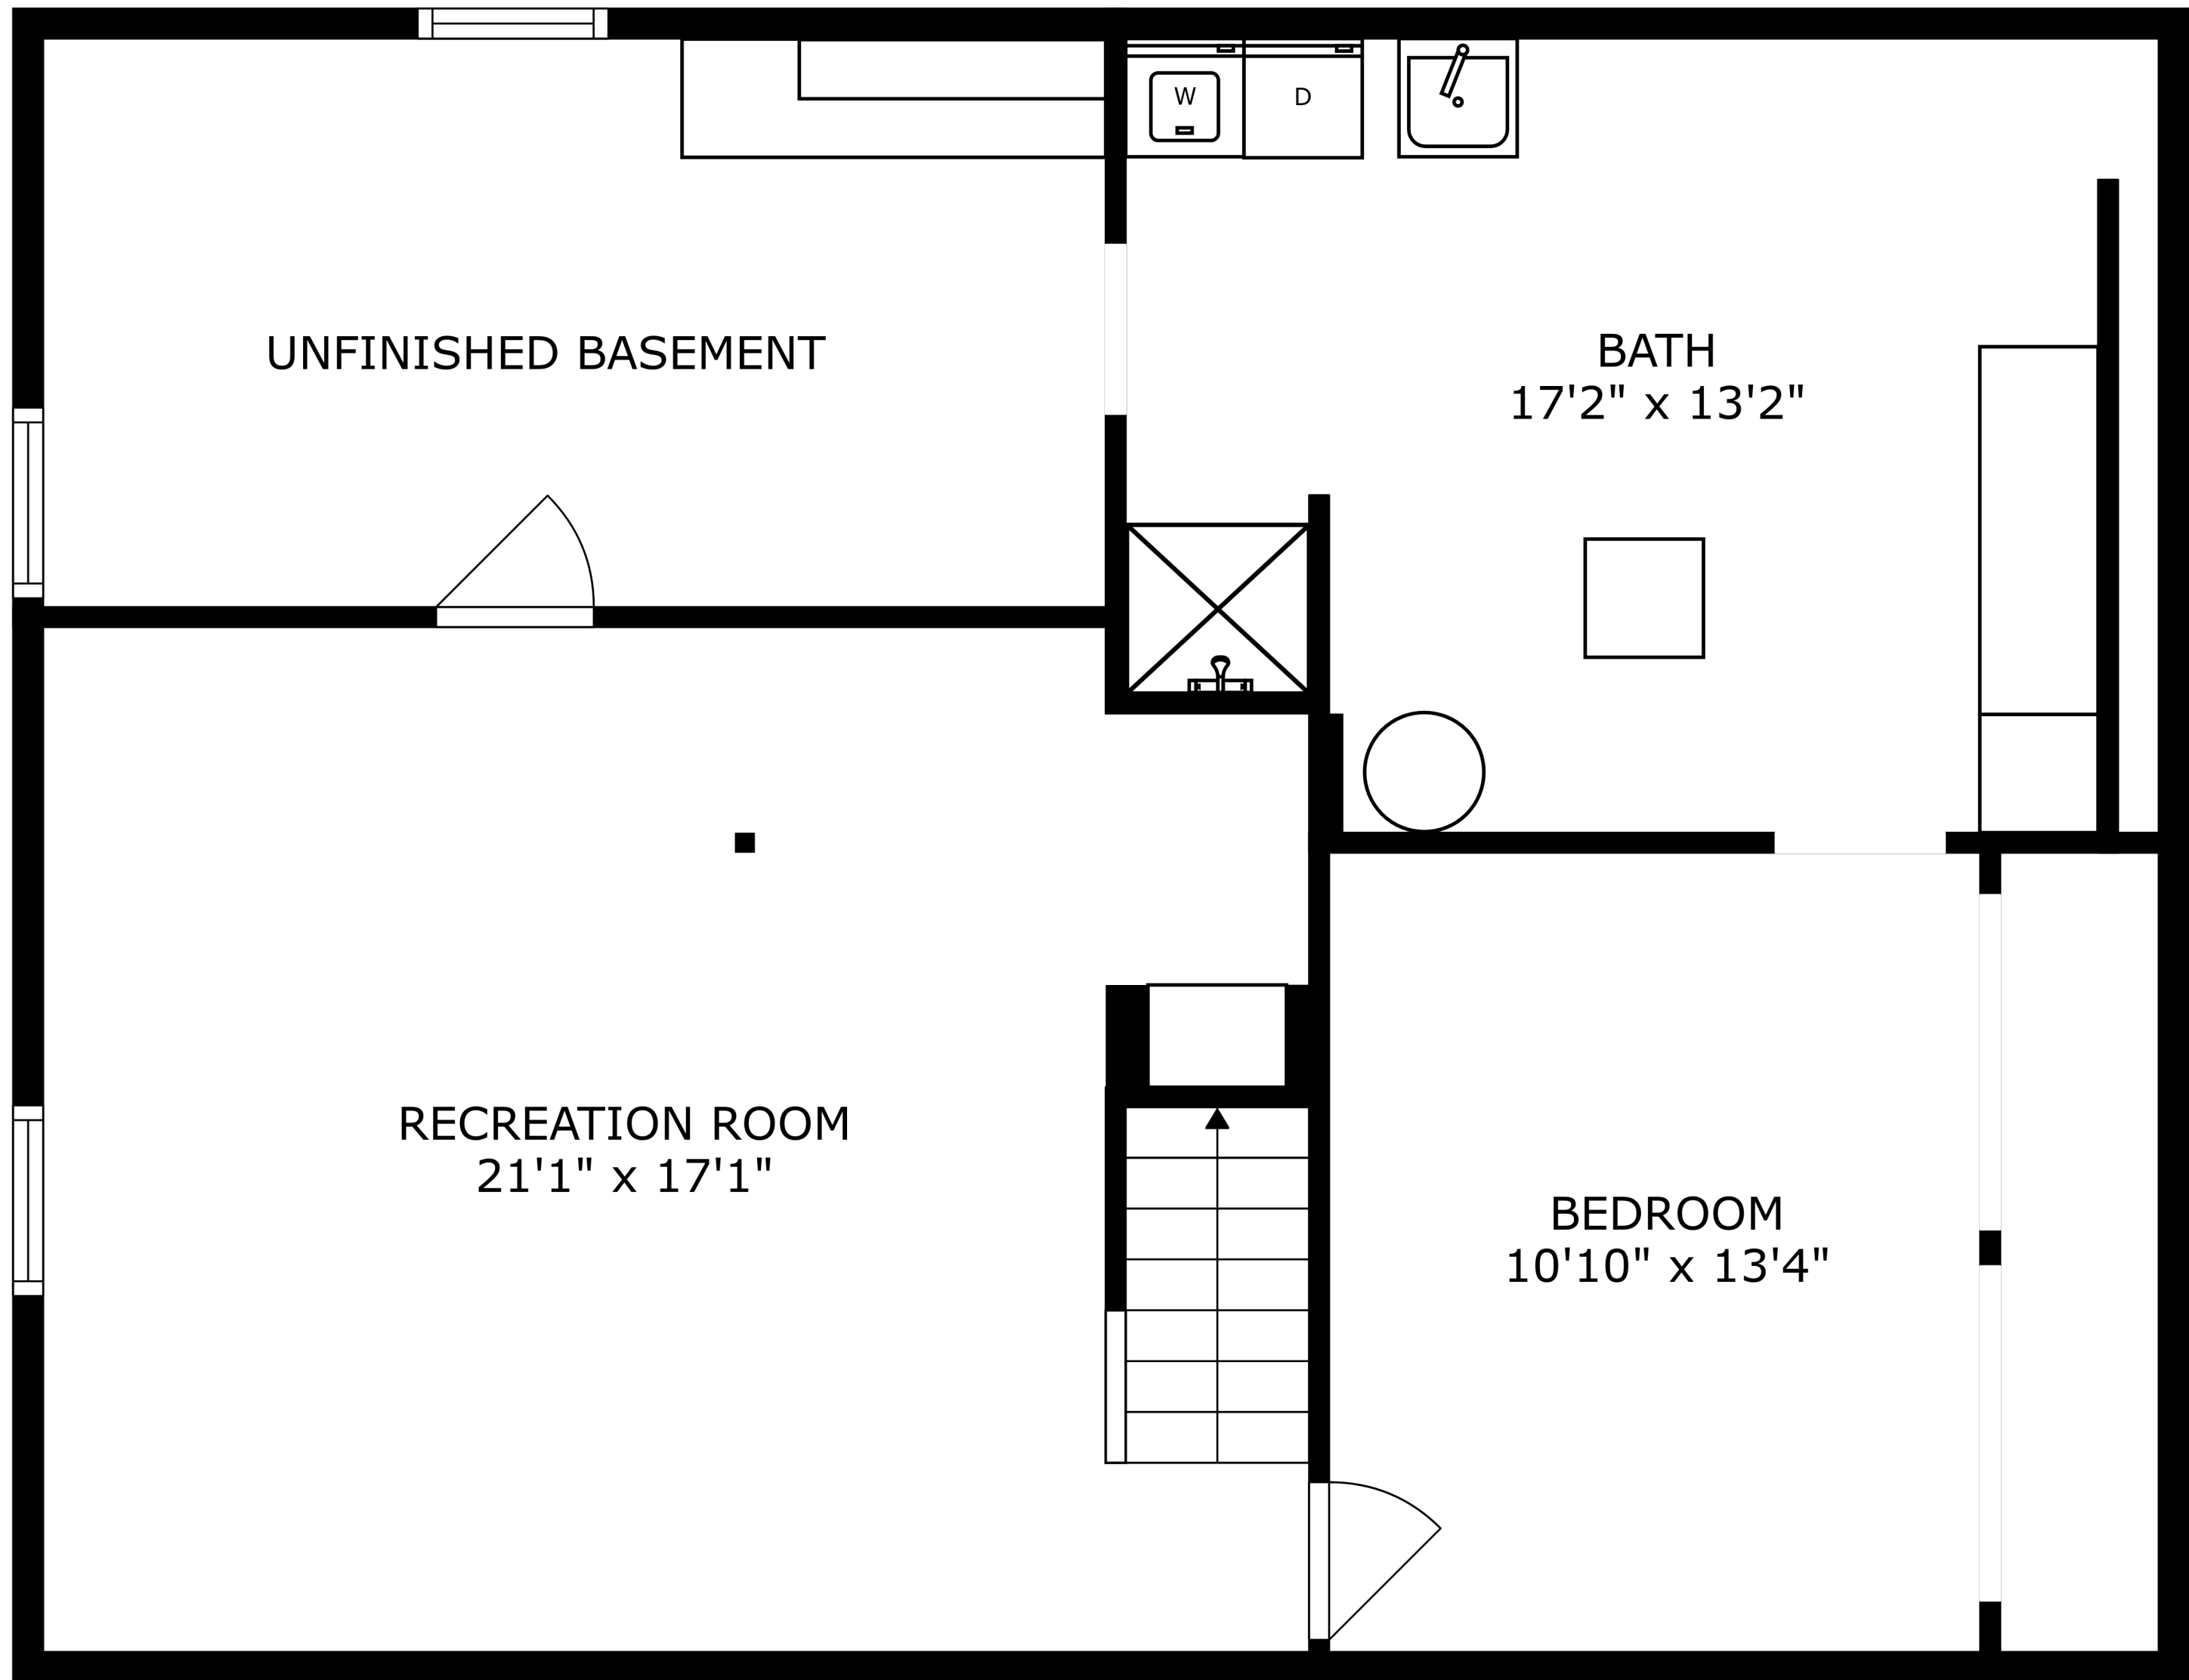 W
D
UNFINISHED BASEMENT
BATH
17'2" x 13'2"
RECREATION ROOM
21'1" x 17'1"
BEDROOM
10'10" x 13'4"